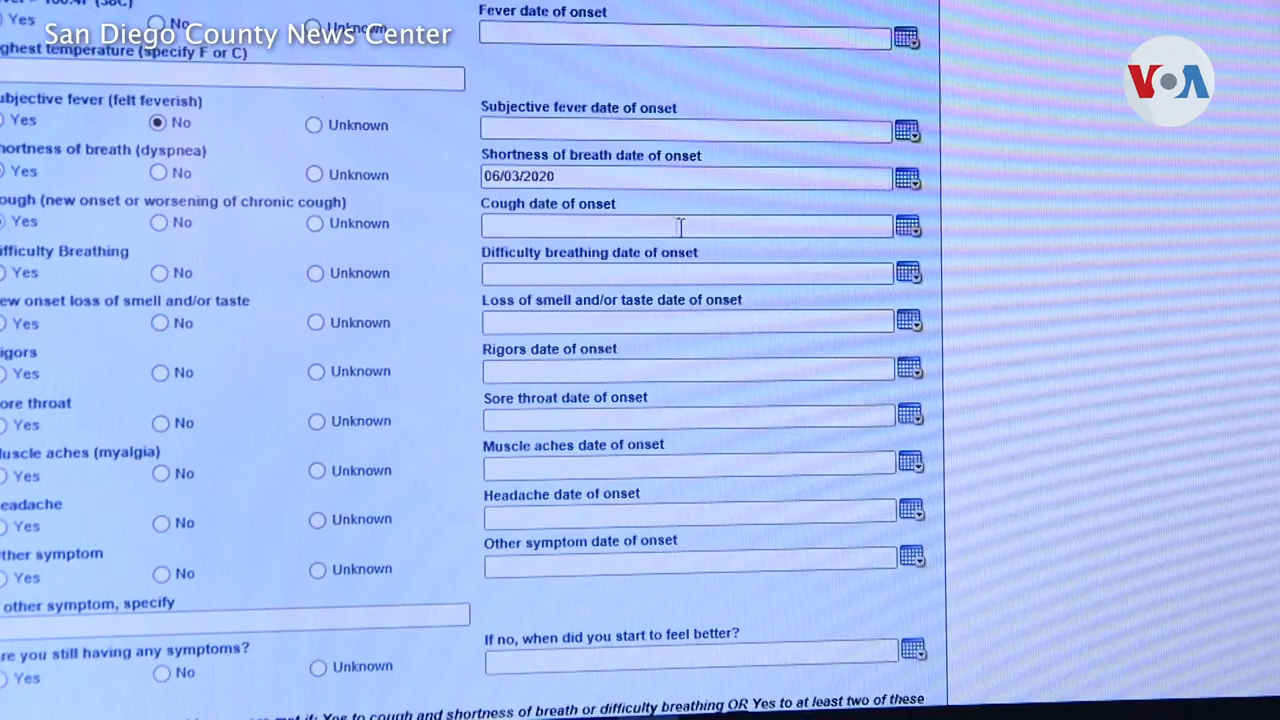 Yes No Unknown
San Diego County News Center
Fever date of onset
ghest temperature (specify F or C)
VOA
ubjective fever (felt feverish)
Yes No Unknown
Subjective fever date of onset
hortness of breath (dyspnea)
Yes No Unknown
Shortness of breath date of onset
06/03/2020
ough (new onset or worsening of chronic cough)
Yes No Unknown
Cough date of onset
ifficulty Breathing
Yes No Unknown
Difficulty breathing date of onset
ew onset loss of smell and/or taste
Yes No Unknown
Loss of smell and/or taste date of onset
igors
Yes No Unknown
Rigors date of onset
ore throat
Yes No Unknown
Sore throat date of onset
luscle aches (myalgia)
Yes No Unknown
Muscle aches date of onset
eadache
Yes No Unknown
Headache date of onset
ther symptom
Yes No Unknown
Other symptom date of onset
other symptom, specify
re you still having any symptoms?
Yes No Unknown
If no, when did you start to feel better?
if: Yes to cough and shortness of breath or difficulty breathing OR Yes to at least two of these